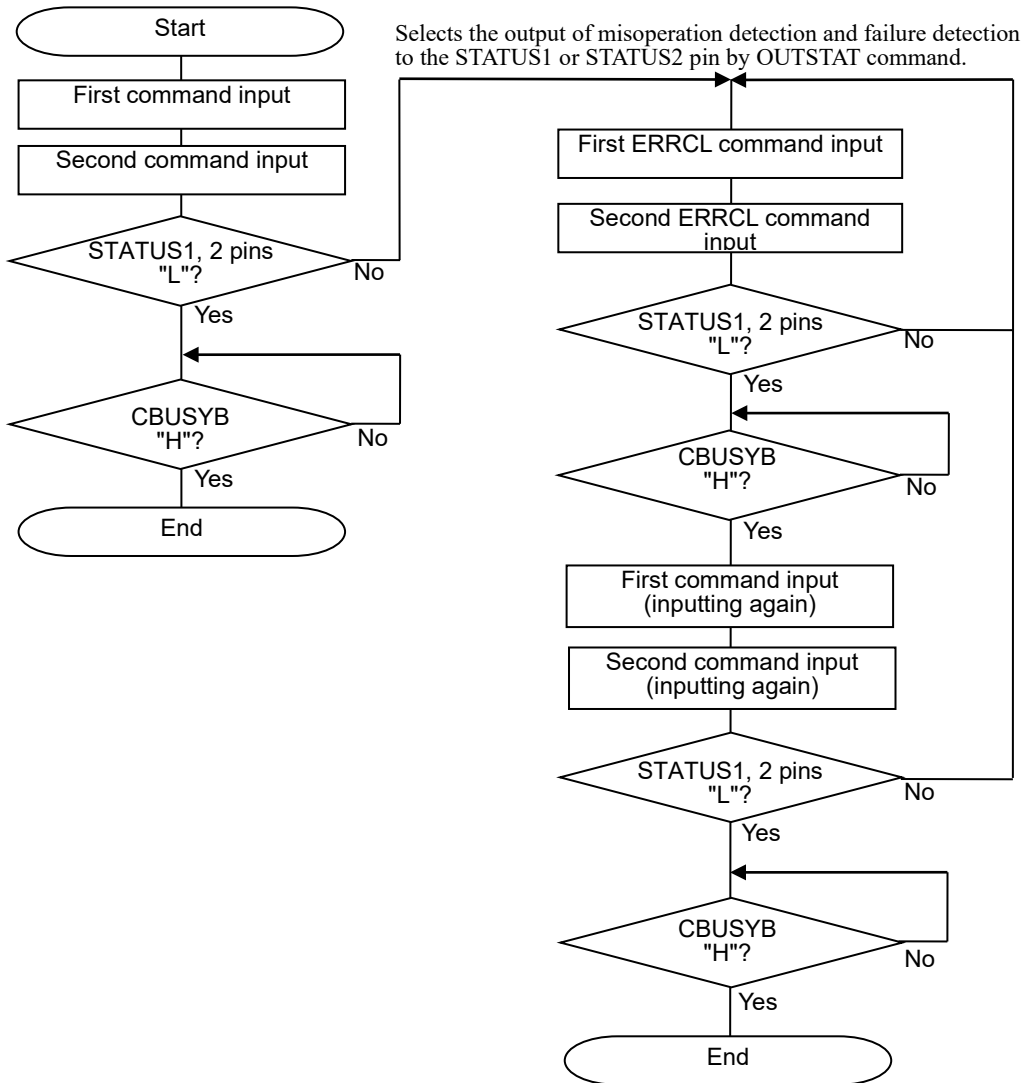 Start
First command input
Second command input
STATUS1, 2 pins
"L"?
No
Yes
CBUSYB
"H"?
No
Yes
End
Selects the output of misoperation detection and failure detection
to the STATUS1 or STATUS2 pin by OUTSTAT command.
First ERRCL command input
Second ERRCL command
input
STATUS1, 2 pins
"L"?
No
Yes
CBUSYB
"H"?
No
Yes
First command input
(inputting again)
Second command input
(inputting again)
STATUS1, 2 pins
"L"?
No
Yes
CBUSYB
"H"?
No
Yes
End